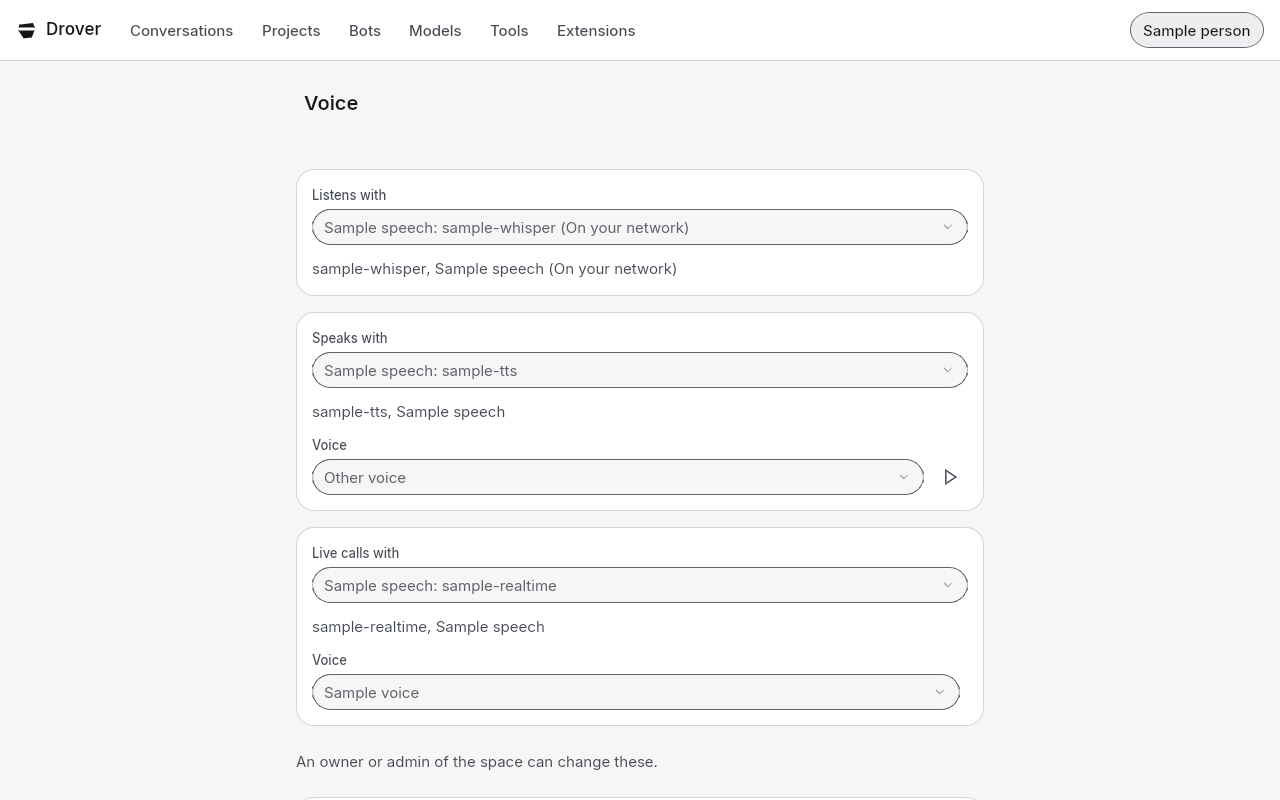 Drover
Conversations
Projects
Bots
Models
Tools
Extensions
Sample person
Voice
Listens with
Sample speech: sample-whisper (On your network)
sample-whisper, Sample speech (On your network)
Speaks with
Sample speech: sample-tts
sample-tts, Sample speech
Voice
Other voice
Live calls with
Sample speech: sample-realtime
sample-realtime, Sample speech
Voice
Sample voice
An owner or admin of the space can change these.